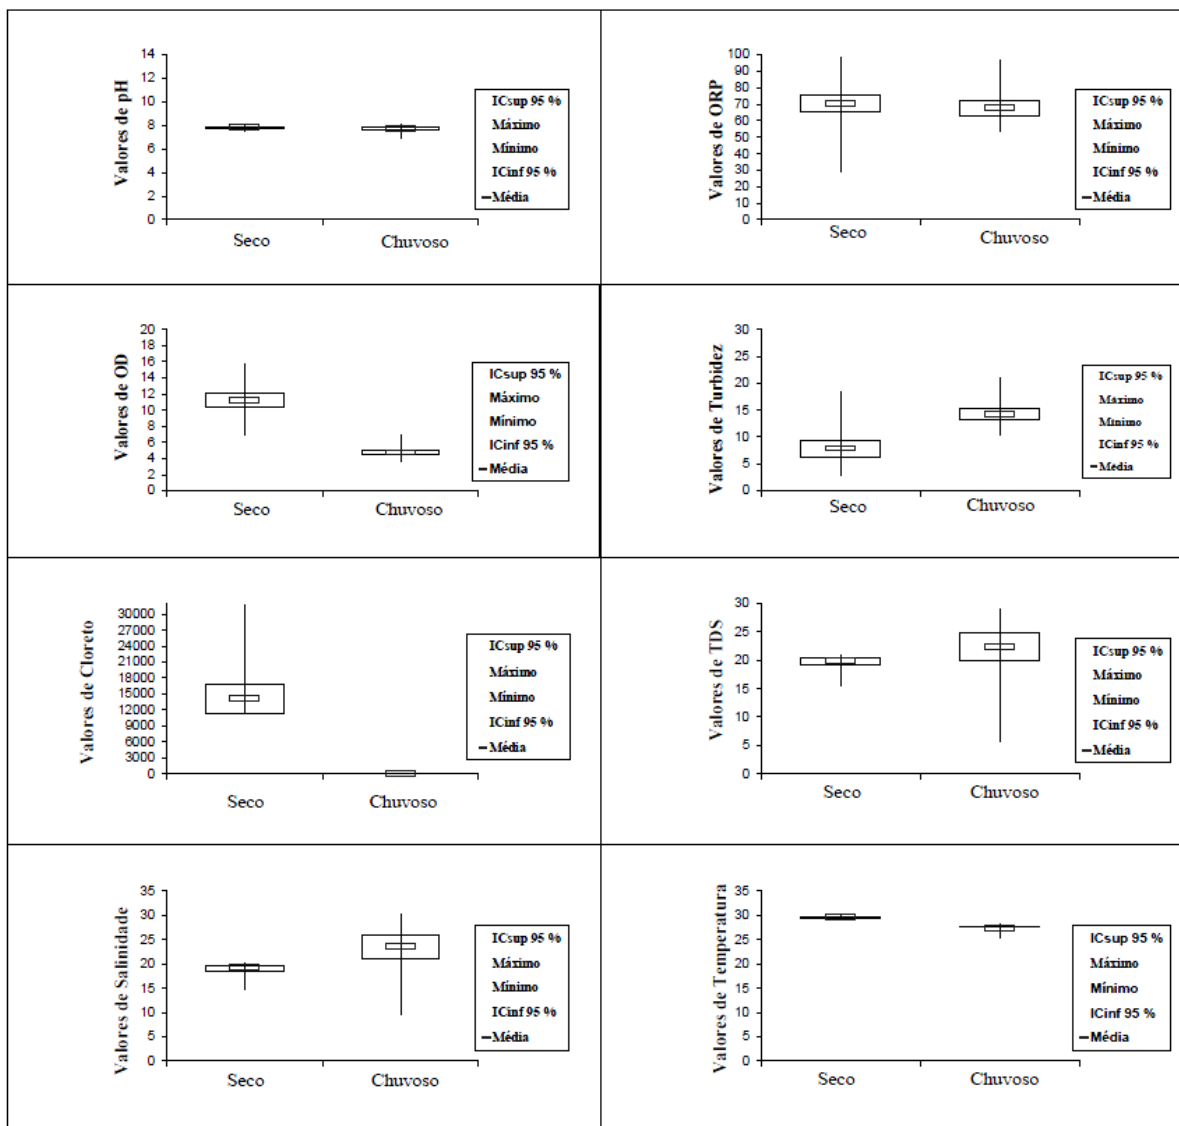 Valores de pH
14
12
10
8
6
4
2
0
Seco
Chuvoso
ICsup 95 %
Máximo
Mínimo
ICinf 95 %
Média
Valores de ORP
100
90
80
70
60
50
40
30
20
10
0
Seco
Chuvoso
ICsup 95 %
Máximo
Mínimo
ICinf 95 %
Média
Valores de OD
20
18
16
14
12
10
8
6
4
2
0
Seco
Chuvoso
ICsup 95 %
Máximo
Mínimo
ICinf 95 %
Média
Valores de Turbidez
30
25
20
15
10
5
0
Seco
Chuvoso
ICsup 95 %
Máximo
Mínimo
ICinf 95 %
Média
Valores de Cloreto
30000
27000
24000
21000
18000
15000
12000
9000
6000
3000
0
Seco
Chuvoso
ICsup 95 %
Máximo
Mínimo
ICinf 95 %
Média
Valores de TDS
30
25
20
15
10
5
0
Seco
Chuvoso
ICsup 95 %
Máximo
Mínimo
ICinf 95 %
Média
Valores de Salinidade
35
30
25
20
15
10
5
0
Seco
Chuvoso
ICsup 95 %
Máximo
Mínimo
ICinf 95 %
Média
Valores de Temperatura
35
30
25
20
15
10
5
0
Seco
Chuvoso
ICsup 95 %
Máximo
Mínimo
ICinf 95 %
Média